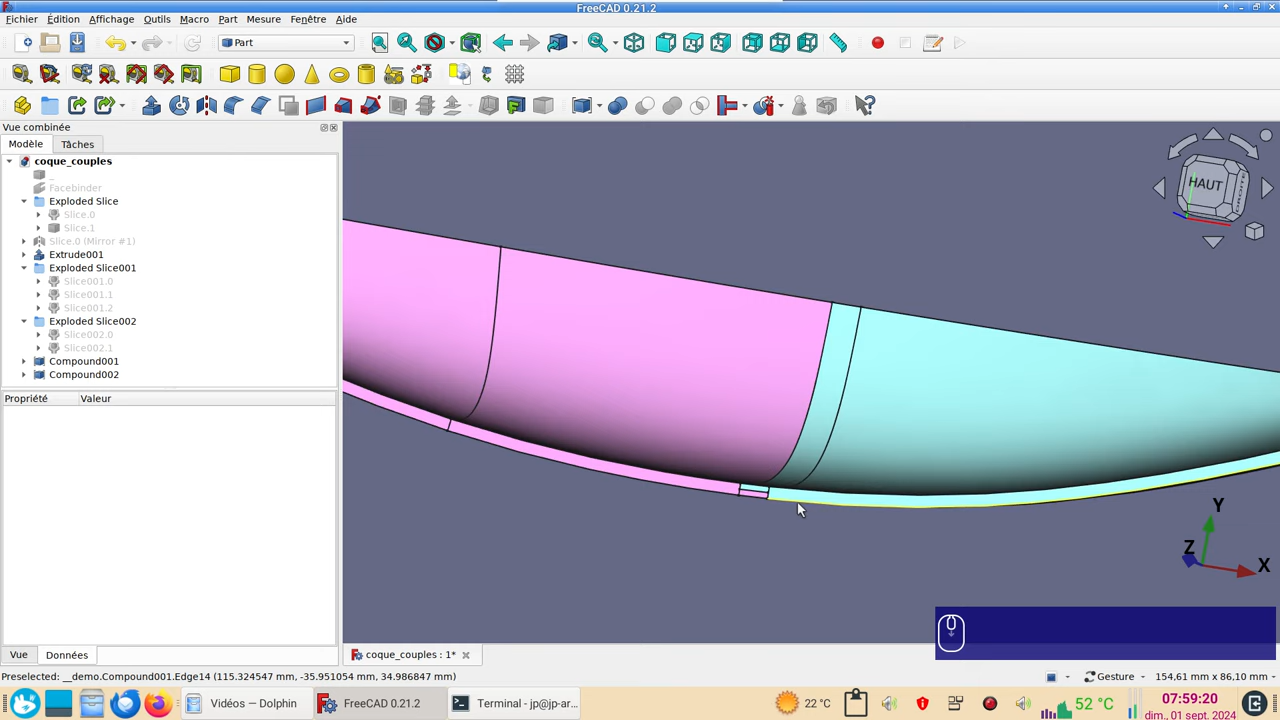 FreeCAD 0.21.2
Fichier Édition Affichage Outils Macro Part Mesure Fenêtre Aide
Part
Vue combinée
Modèle Tâches
coque_couples
_
Facebinder
Exploded Slice
Slice.0
Slice.1
Slice.0 (Mirror #1)
Extrude001
Exploded Slice001
Slice001.0
Slice001.1
Slice001.2
Exploded Slice002
Slice002.0
Slice002.1
Compound001
Compound002
Propriété Valeur
HAUT
Y
Z
X
Vue Données
coque_couples : 1*
Preselected: __demo.Compound001.Edge14 (115.324547 mm, -35.951054 mm, 34.986847 mm)
Gesture 154,61 mm x 86,10 mm
Vidéos — Dolphin
FreeCAD 0.21.2
Terminal - jp@jp-ar...
22 °C
52 °C
07:59:20
dim., 01 sept. 2024